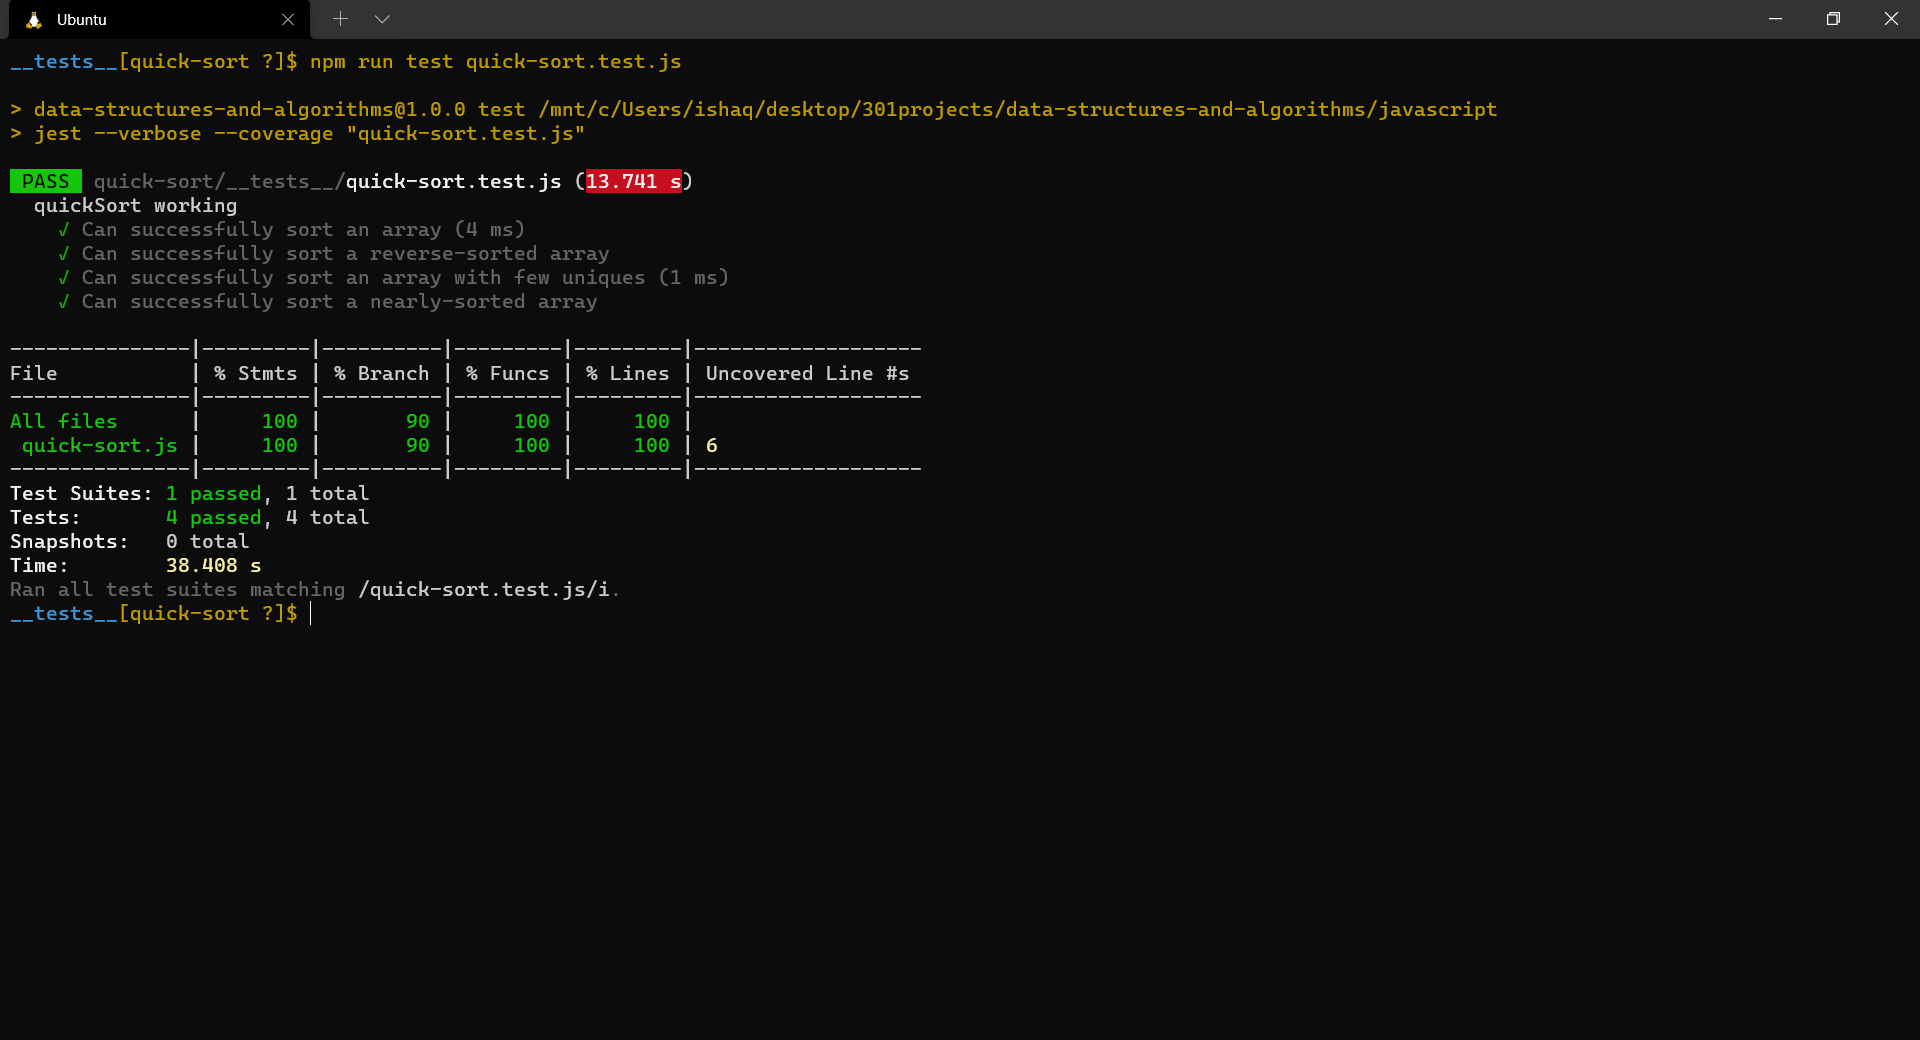 Ubuntu
__tests__[quick-sort ?]$ npm run test quick-sort.test.js
> data-structures-and-algorithms@1.0.0 test /mnt/c/Users/ishaq/desktop/301projects/data-structures-and-algorithms/javascript
> jest --verbose --coverage "quick-sort.test.js"
PASS quick-sort/__tests__/quick-sort.test.js (13.741 s)
  quickSort working
    √ Can successfully sort an array (4 ms)
    √ Can successfully sort a reverse-sorted array
    √ Can successfully sort an array with few uniques (1 ms)
    √ Can successfully sort a nearly-sorted array
---------------|---------|----------|---------|---------|-------------------
File           | % Stmts | % Branch | % Funcs | % Lines | Uncovered Line #s
---------------|---------|----------|---------|---------|-------------------
All files      |     100 |       90 |     100 |     100 |
 quick-sort.js |     100 |       90 |     100 |     100 | 6
---------------|---------|----------|---------|---------|-------------------
Test Suites: 1 passed, 1 total
Tests:       4 passed, 4 total
Snapshots:   0 total
Time:        38.408 s
Ran all test suites matching /quick-sort.test.js/i.
__tests__[quick-sort ?]$